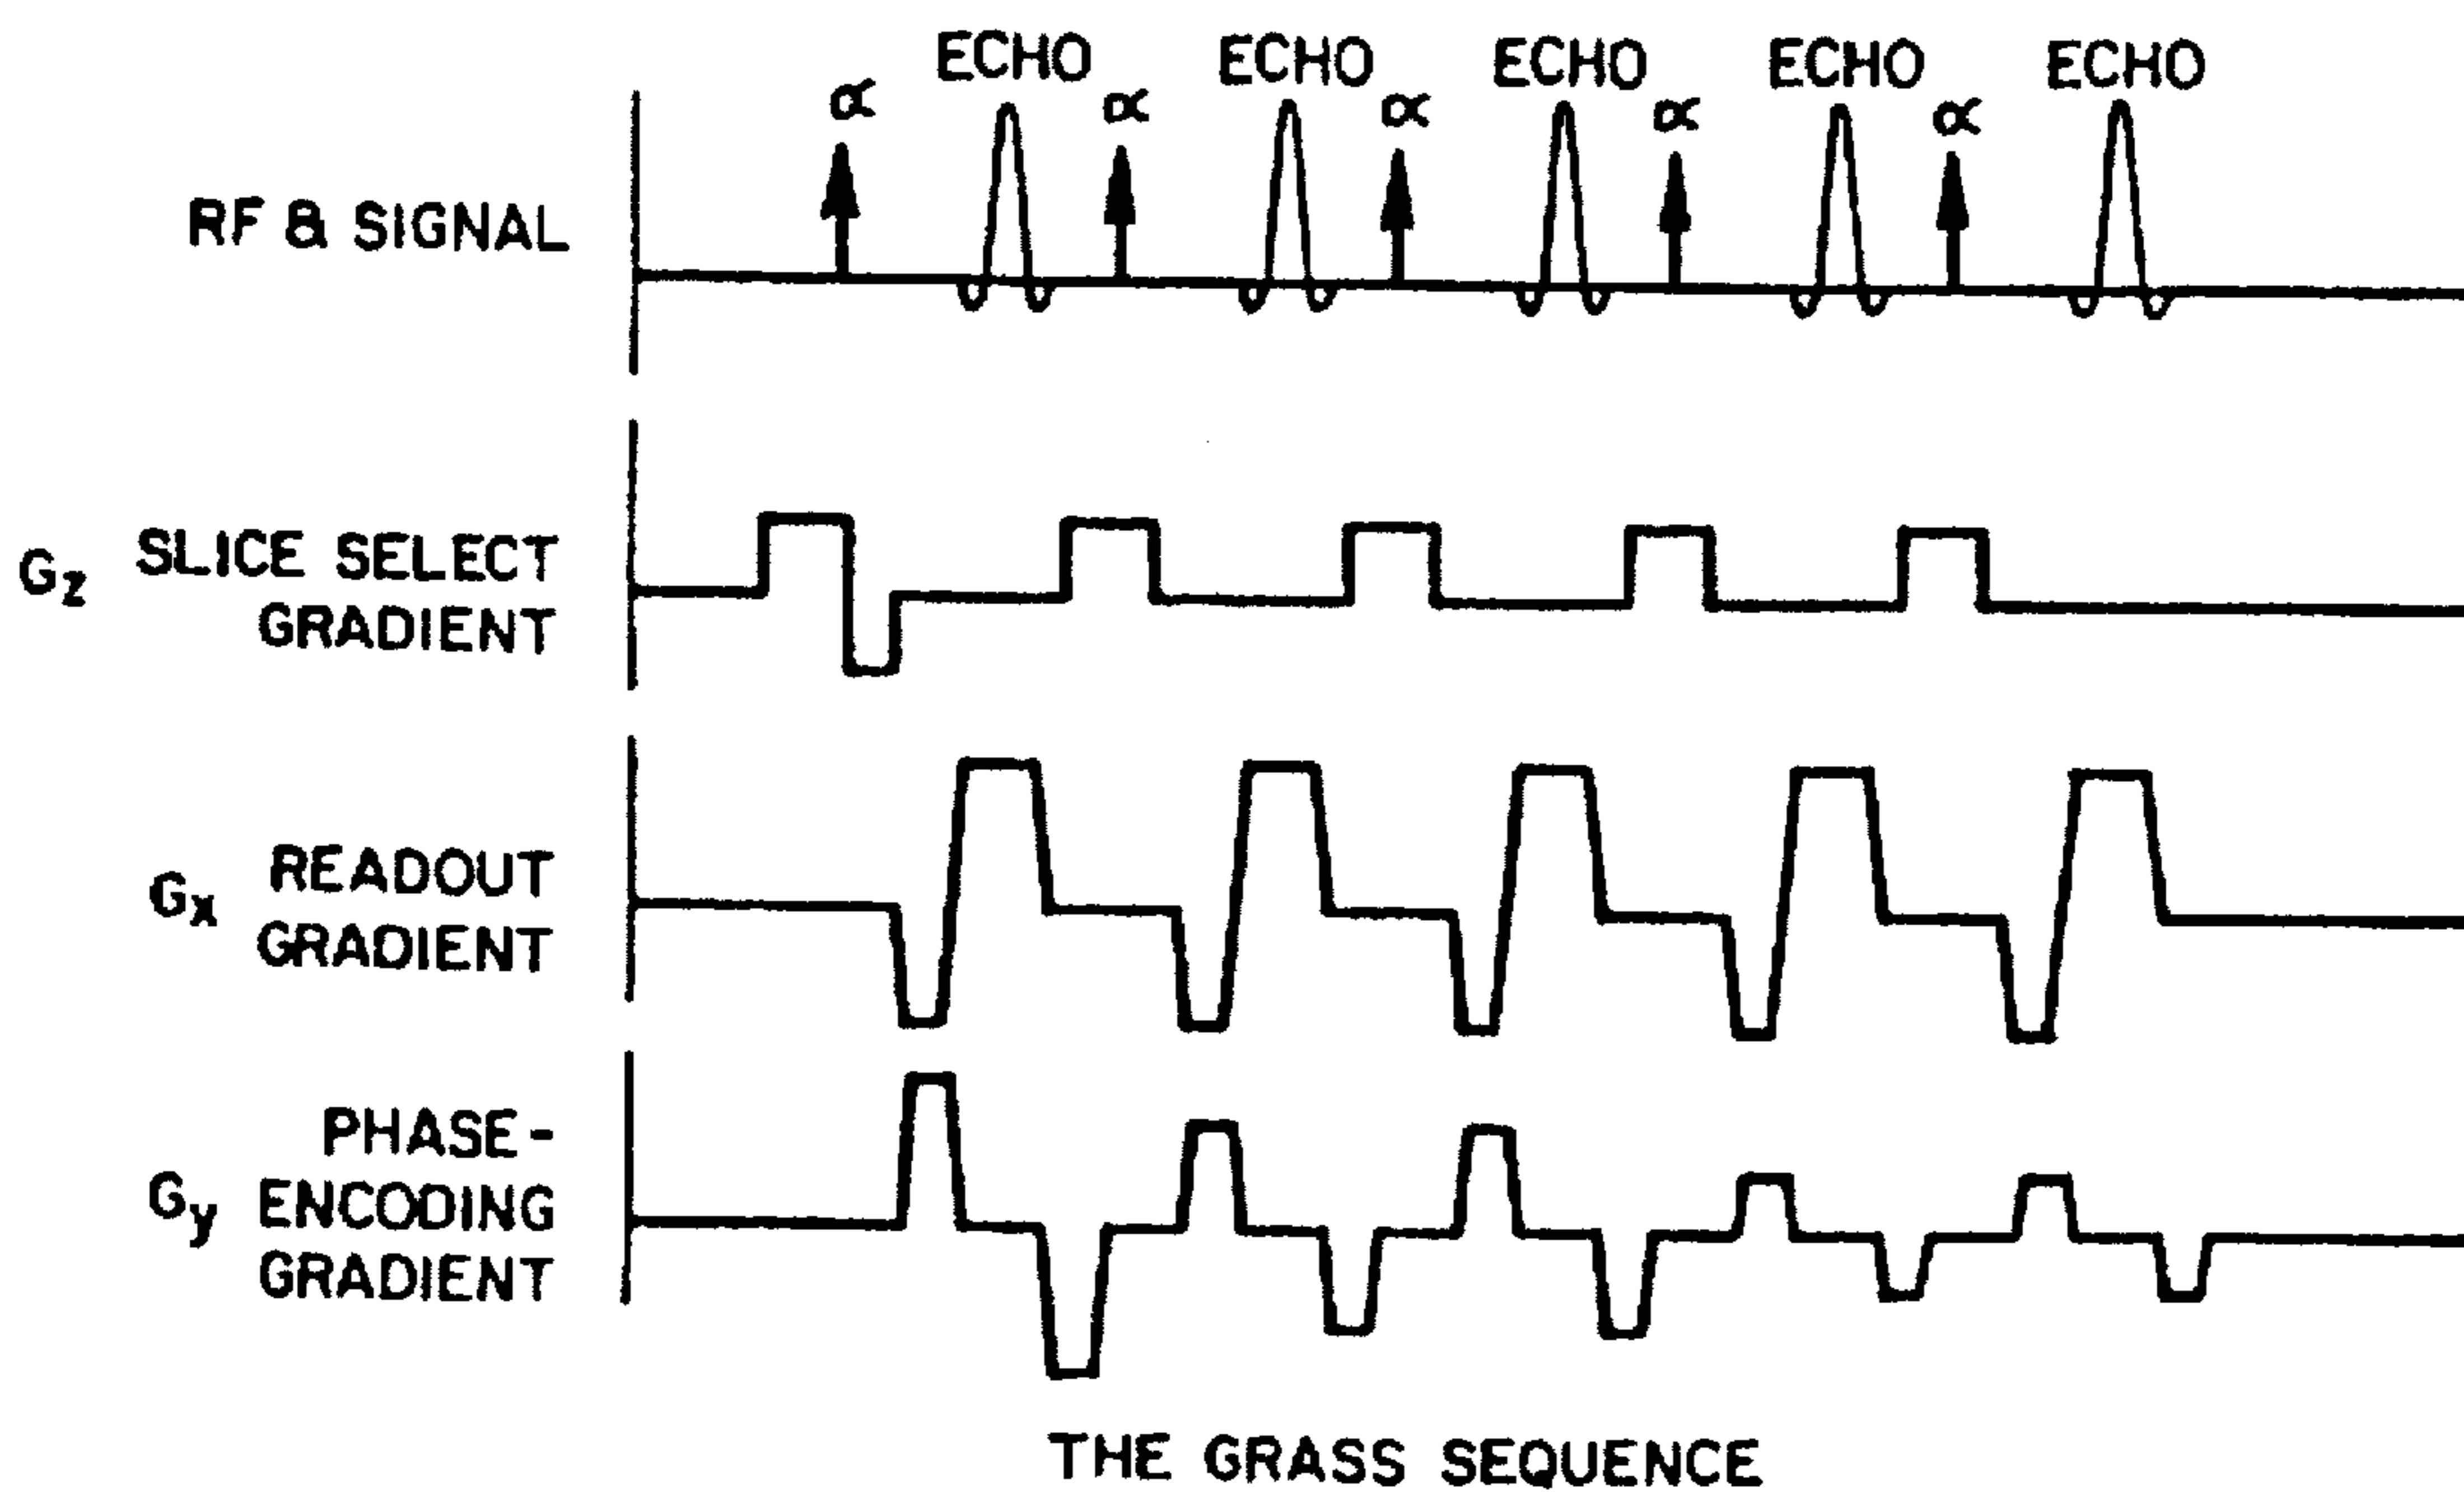 ECHO ECHO ECHO ECHO ECHO
α α α α α
RF & SIGNAL
Gz SLICE SELECT
GRADIENT
Gx READOUT
GRADIENT
PHASE-
Gy ENCODING
GRADIENT
THE GRASS SEQUENCE